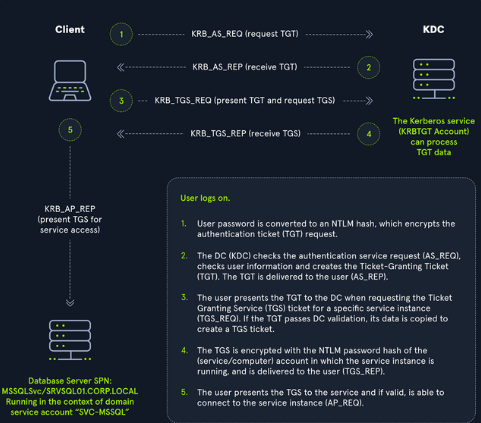 Client
KDC
1
KRB_AS_REQ (request TGT)
KRB_AS_REP (receive TGT)
2
3
KRB_TGS_REQ (present TGT and request TGS)
5
KRB_TGS_REP (receive TGS)
4
The Kerberos service
(KRBTGT Account)
can process
TGT data
KRB_AP_REP
(present TGS for
service access)
User logs on.
1. User password is converted to an NTLM hash, which encrypts the
authentication ticket (TGT) request.
2. The DC (KDC) checks the authentication service request (AS_REQ),
checks user information and creates the Ticket-Granting Ticket
(TGT). The TGT is delivered to the user (AS_REP).
3. The user presents the TGT to the DC when requesting the Ticket
Granting Service (TGS) ticket for a specific service instance
(TGS_REQ). If the TGT passes DC validation, its data is copied to
create a TGS ticket.
4. The TGS is encrypted with the NTLM password hash of the
(service/computer) account in which the service instance is
running, and is delivered to the user (TGS_REP).
5. The user presents the TGS to the service and if valid, is able to
connect to the service instance (AP_REQ).
Database Server SPN:
MSSQLSvc/SRVSQL01.CORP.LOCAL
Running in the context of domain
service account "SVC-MSSQL"